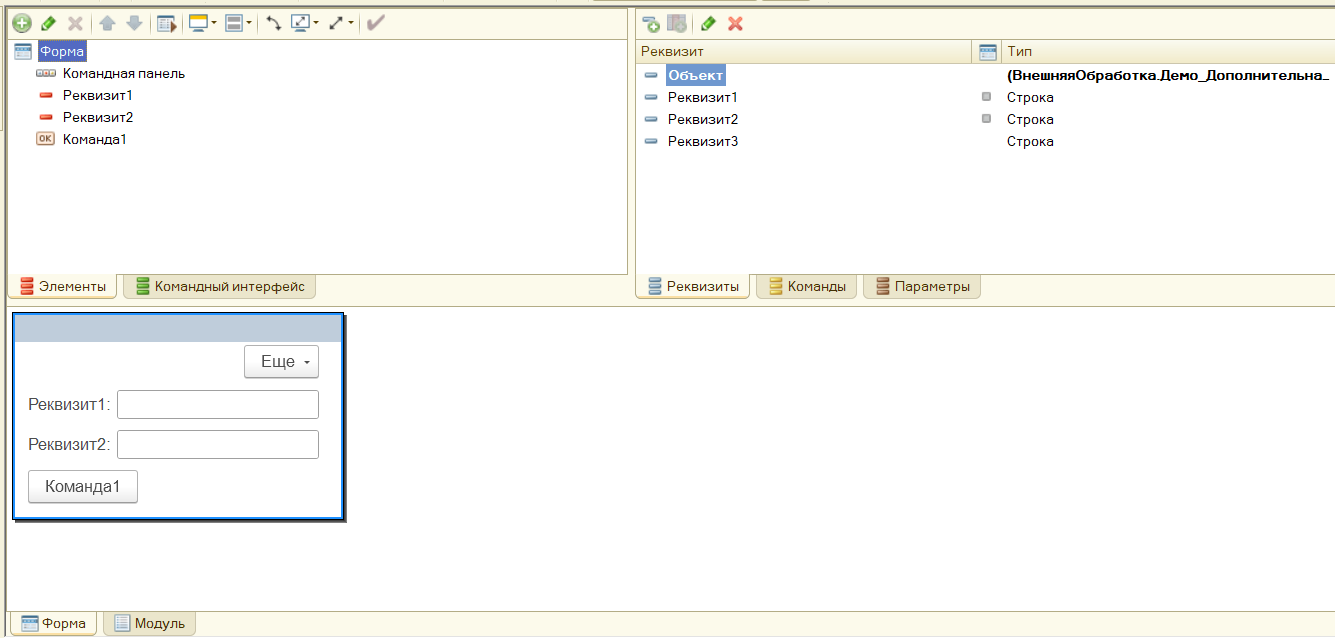 Форма
Командная панель
Реквизит1
Реквизит2
OK Команда1
Элементы
Командный интерфейс
Реквизит Тип
Объект (ВнешняяОбработка.Демо_Дополнительна...
Реквизит1 Строка
Реквизит2 Строка
Реквизит3 Строка
Реквизиты
Команды
Параметры
Еще
Реквизит1:
Реквизит2:
Команда1
Форма
Модуль